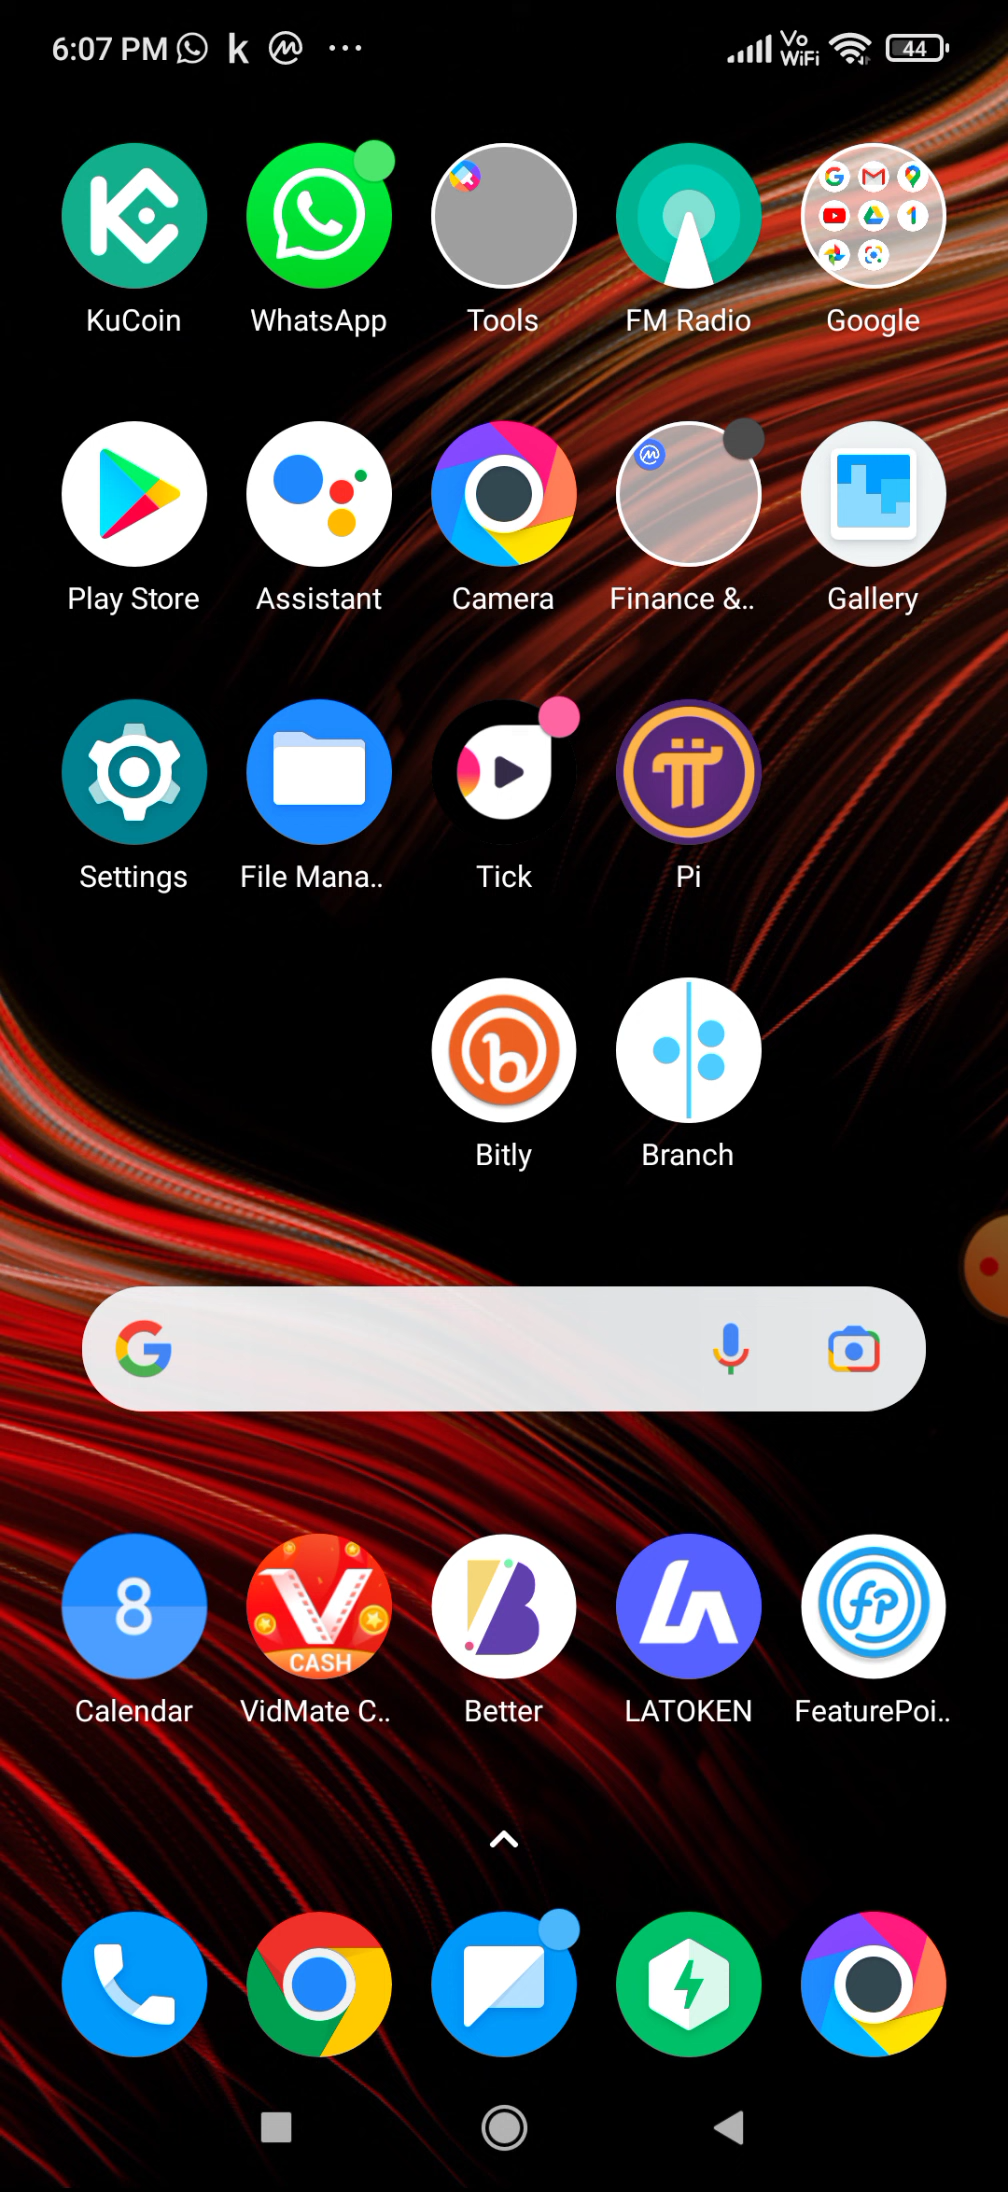 6:07 PM k Vo WiFi 44
KuCoin WhatsApp Tools FM Radio Google
Play Store Assistant Camera Finance &.. Gallery
Settings File Mana.. Tick Pi
Bitly Branch
8
CASH
Calendar VidMate C.. Better LATOKEN FeaturePoi..